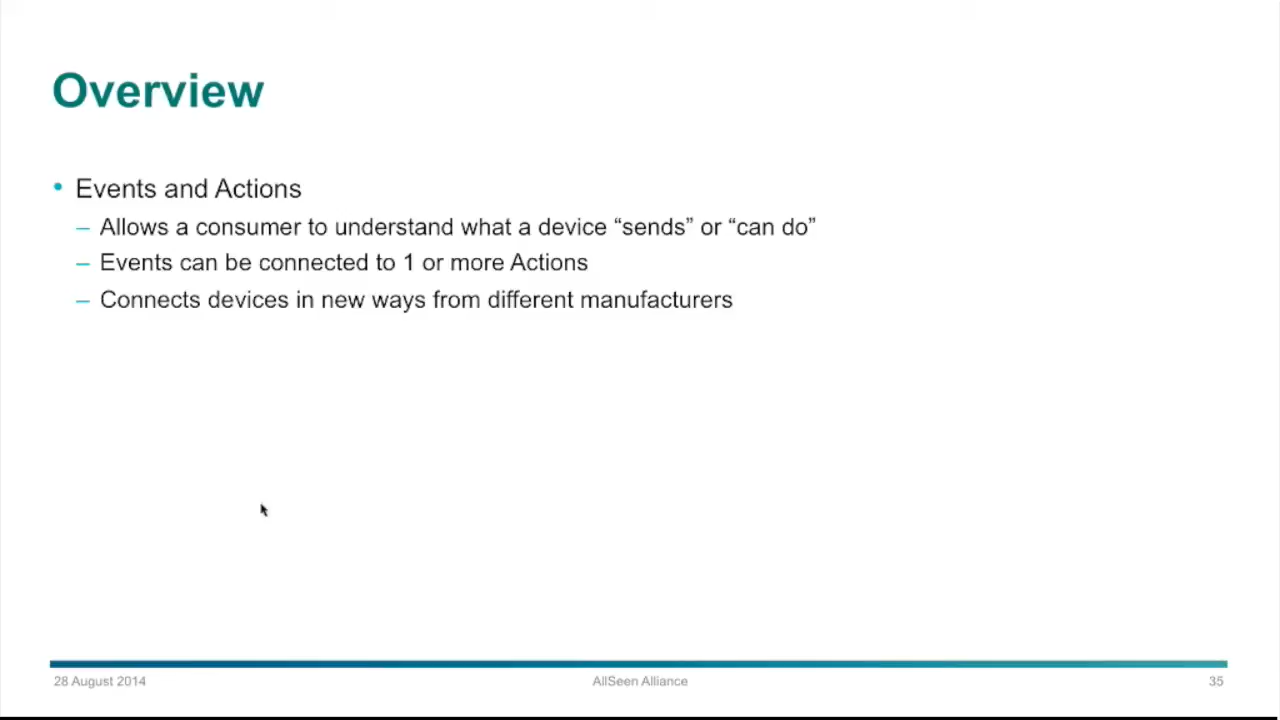 Overview
• Events and Actions
– Allows a consumer to understand what a device “sends” or “can do”
– Events can be connected to 1 or more Actions
– Connects devices in new ways from different manufacturers
28 August 2014
AllSeen Alliance
35